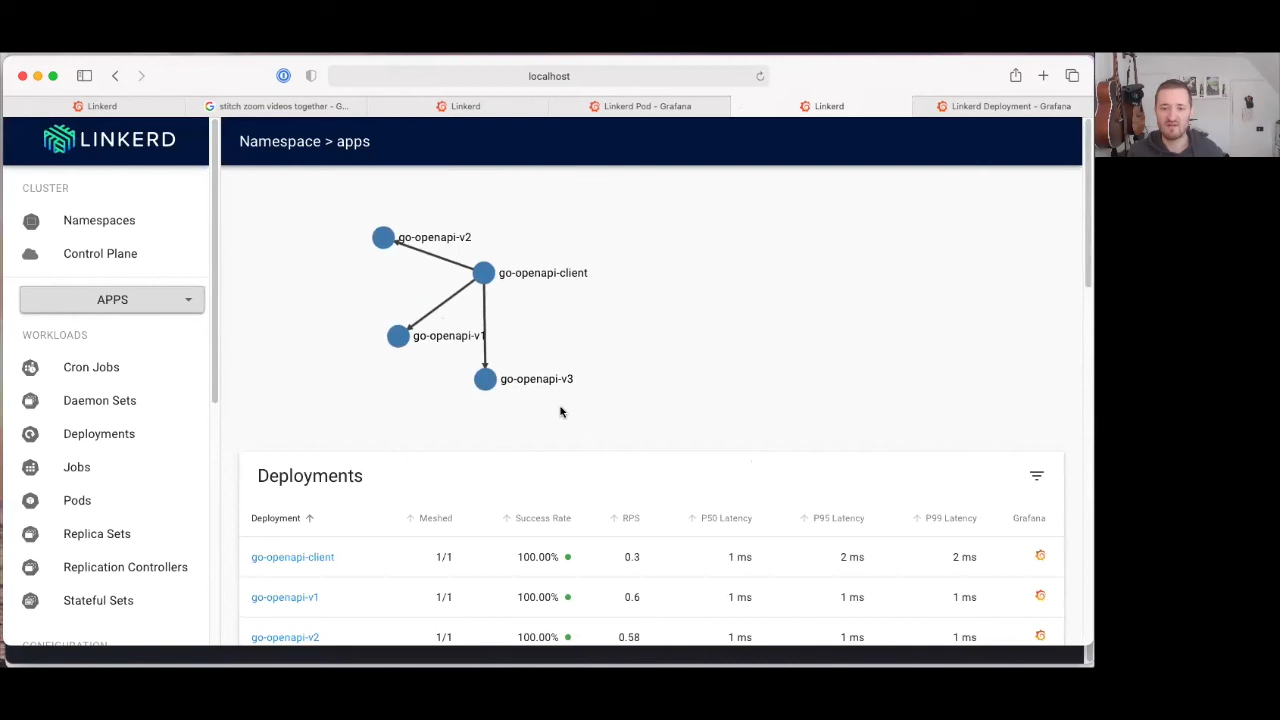 localhost
Linkerd
stitch zoom videos together - G...
Linkerd
Linkerd Pod - Grafana
Linkerd
Linkerd Deployment - Grafana
LINKERD
Namespace > apps
CLUSTER
Namespaces
Control Plane
APPS
WORKLOADS
Cron Jobs
Daemon Sets
Deployments
Jobs
Pods
Replica Sets
Replication Controllers
Stateful Sets
CONFIGURATION
go-openapi-v2
go-openapi-client
go-openapi-v1
go-openapi-v3
Deployments
Deployment Meshed Success Rate RPS P50 Latency P95 Latency P99 Latency Grafana
go-openapi-client 1/1 100.00% 0.3 1 ms 2 ms 2 ms
go-openapi-v1 1/1 100.00% 0.6 1 ms 1 ms 1 ms
go-openapi-v2 1/1 100.00% 0.58 1 ms 1 ms 1 ms